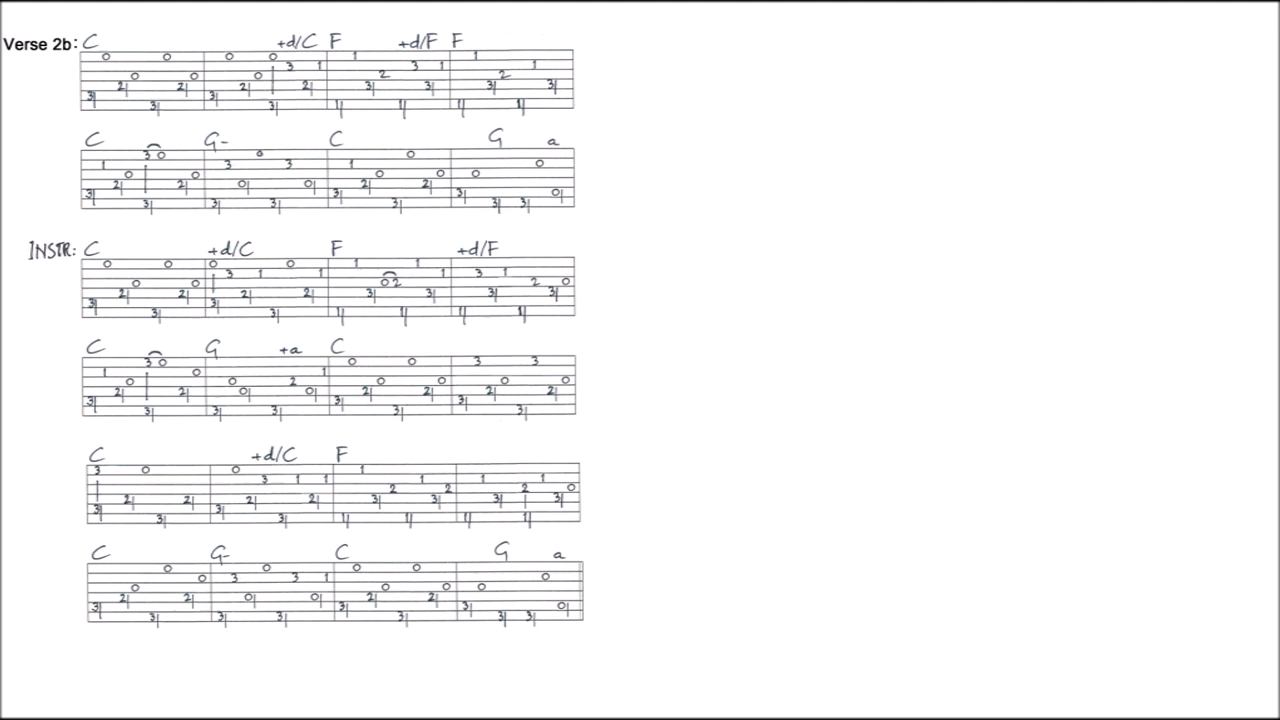 Verse 2b: C +d/C F +d/F F
C G- C G a
INSTR: C +d/C F +d/F
C G +a C
C +d/C F
C G- C G a